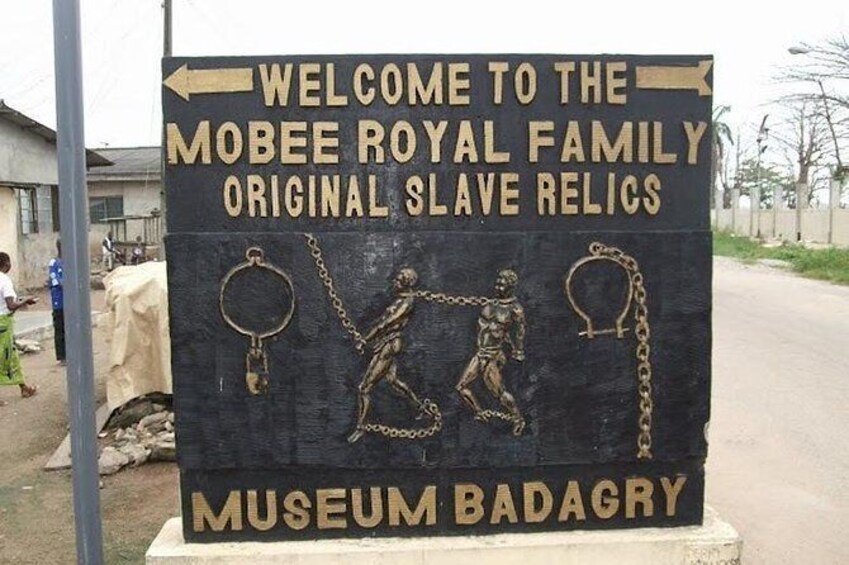 WELCOME TO THE
MOBEE ROYAL FAMILY
ORIGINAL SLAVE RELICS
MUSEUM BADAGRY